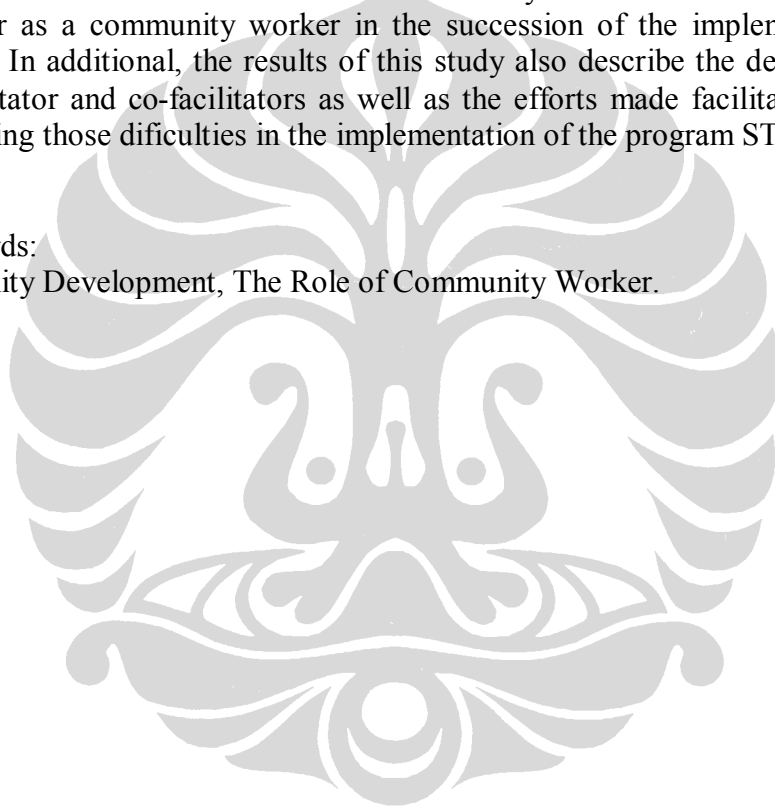 r as a community worker in the succession of the implen
In additional, the results of this study also describe the de
tator and co-facilitators as well as the efforts made facilita
ing those dificulties in the implementation of the program ST
ds:
ity Development, The Role of Community Worker.